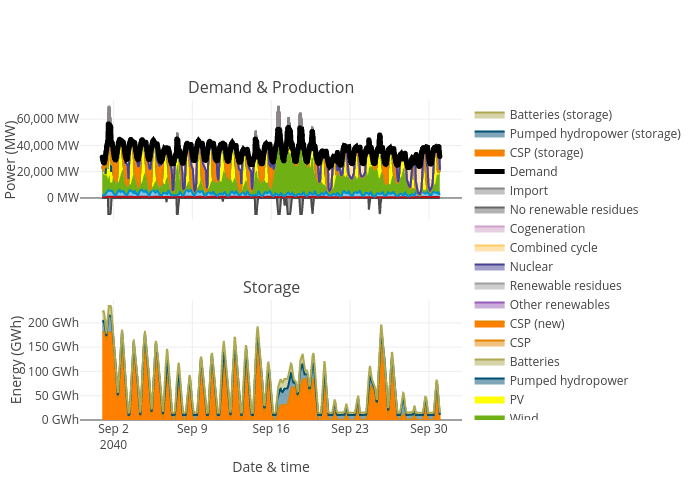 Demand & Production
Power (MW)
60,000 MW
40,000 MW
20,000 MW
0 MW
Storage
Energy (GWh)
200 GWh
150 GWh
100 GWh
50 GWh
0 GWh
Sep 2
2040
Sep 9
Sep 16
Sep 23
Sep 30
Date & time
Batteries (storage)
Pumped hydropower (storage)
CSP (storage)
Demand
Import
No renewable residues
Cogeneration
Combined cycle
Nuclear
Renewable residues
Other renewables
CSP (new)
CSP
Batteries
Pumped hydropower
PV
Wind